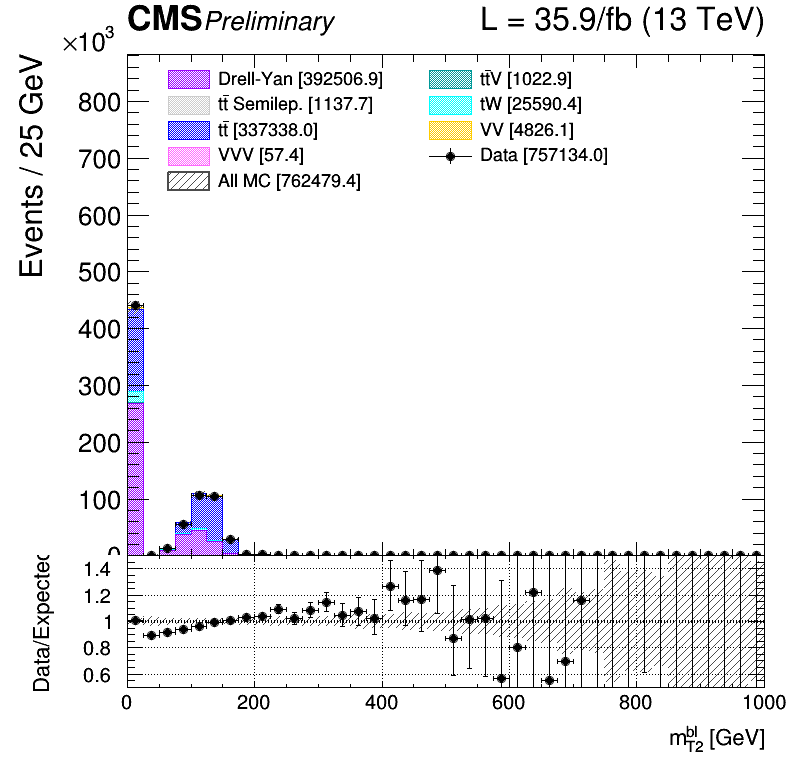 CMS Preliminary L = 35.9/fb (13 TeV)
×10³
Events / 25 GeV
Drell-Yan [392506.9]
tt̄ Semilep. [1137.7]
tt̄ [337338.0]
VVV [57.4]
All MC [762479.4]
tt̄V [1022.9]
tW [25590.4]
VV [4826.1]
Data [757134.0]
800
700
600
500
400
300
200
100
0
Data/Expected
1.4
1.2
1
0.8
0.6
0 200 400 600 800 1000
m_T2^bl [GeV]